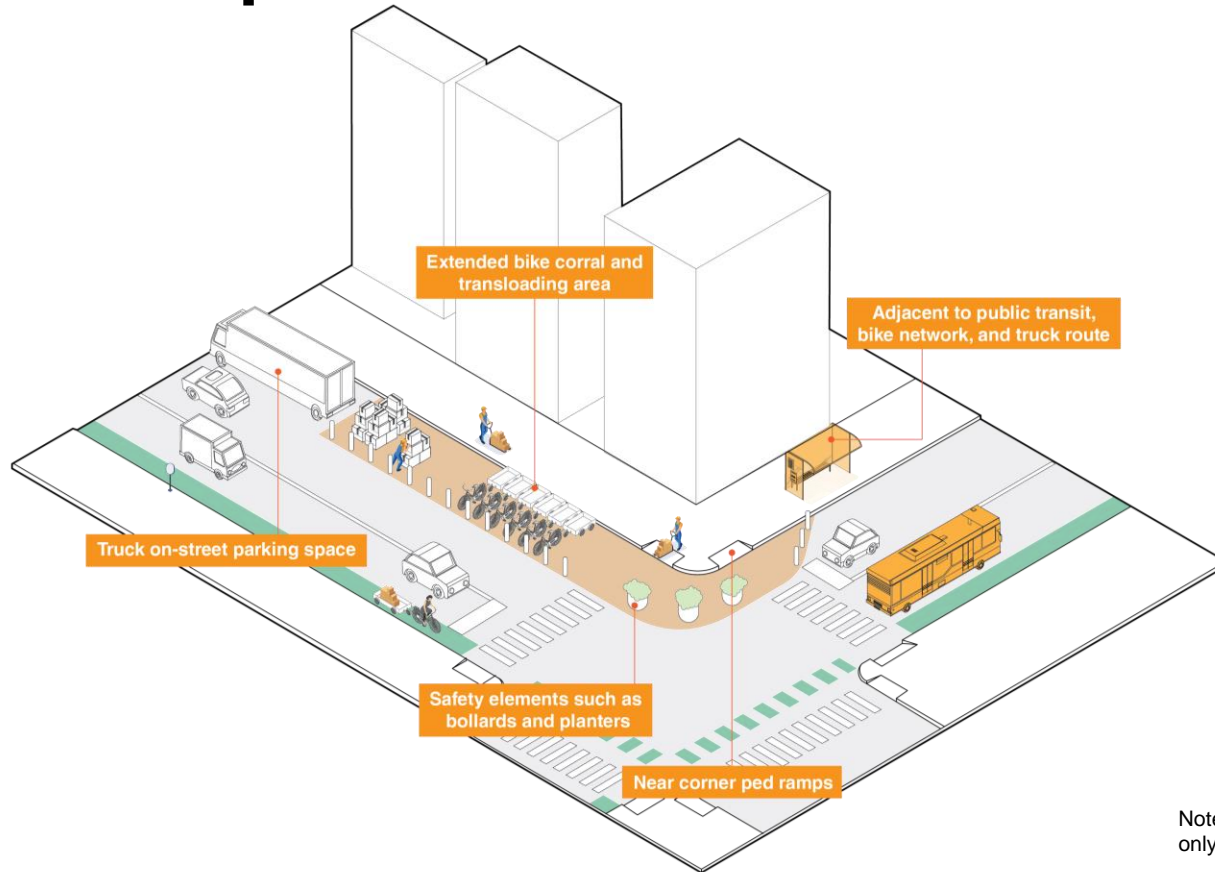 Extended bike corral and
transloading area
Adjacent to public transit,
bike network, and truck route
Truck on-street parking space
Safety elements such as
bollards and planters
Near corner ped ramps
Note
only